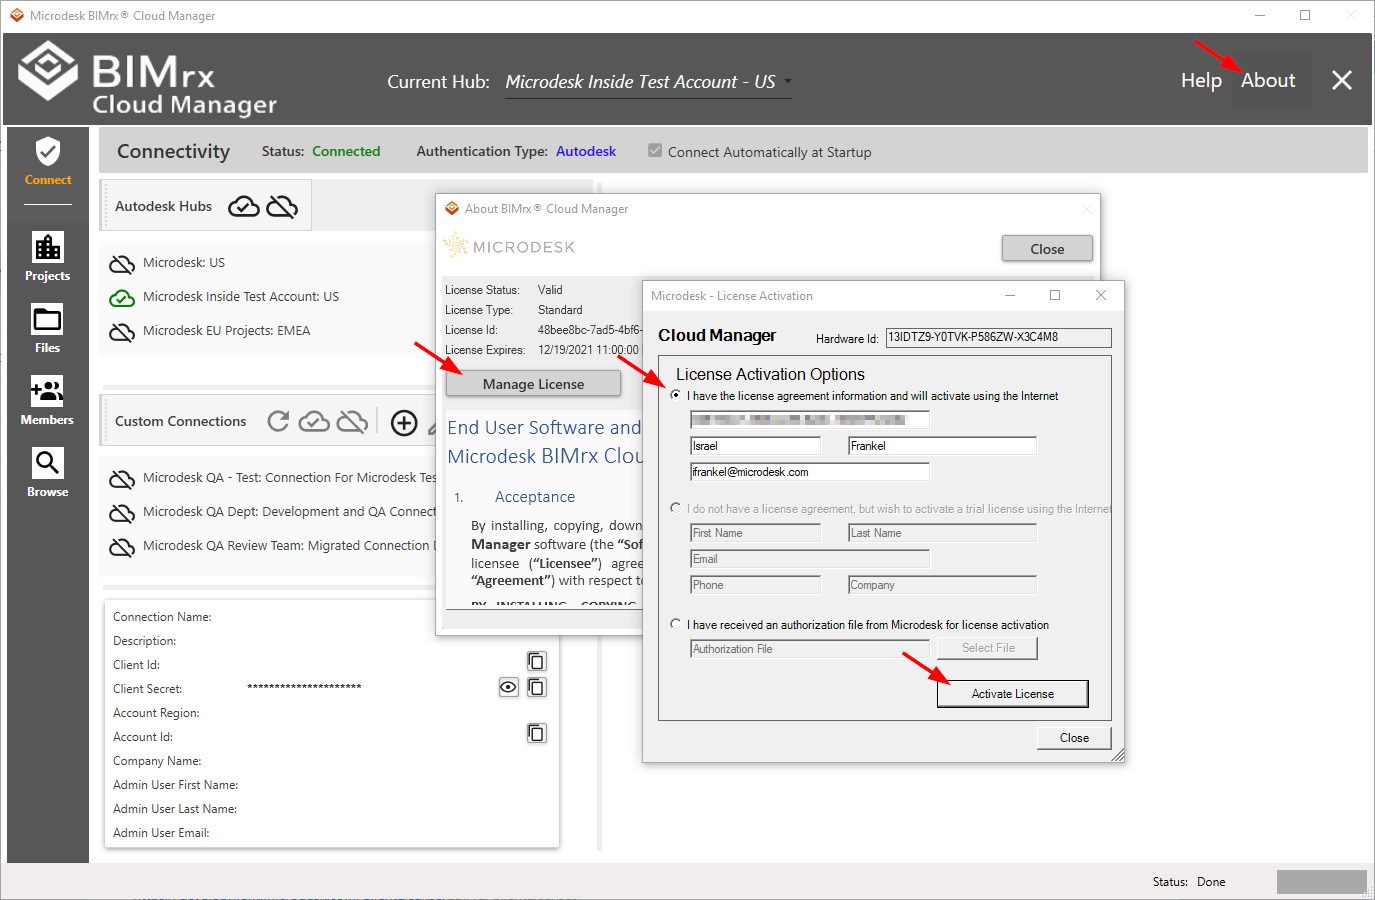 Microdesk BIMrx® Cloud Manager
BIMrx
Cloud Manager
Current Hub: Microdesk Inside Test Account - US
Help About
Connect
Projects
Files
Members
Browse
Connectivity Status: Connected Authentication Type: Autodesk Connect Automatically at Startup
Autodesk Hubs
Microdesk: US
Microdesk Inside Test Account: US
Microdesk EU Projects: EMEA
Custom Connections
Microdesk QA - Test: Connection For Microdesk Tes
Microdesk QA Dept: Development and QA Connect
Microdesk QA Review Team: Migrated Connection
Connection Name:
Description:
Client Id:
Client Secret: *********************
Account Region:
Account Id:
Company Name:
Admin User First Name:
Admin User Last Name:
Admin User Email:
About BIMrx® Cloud Manager
MICRODESK
Close
License Status: Valid
License Type: Standard
License Id: 48bee8bc-7ad5-4bf6-
License Expires: 12/19/2021 11:00:00
Manage License
End User Software and
Microdesk BIMrx Clou
1. Acceptance
By installing, copying, down
Manager software (the “Sof
licensee (“Licensee”) agree
“Agreement”) with respect to
BY INSTALLING, COPYING
Microdesk - License Activation
Cloud Manager Hardware Id: 13IDTZ9-Y0TVK-P586ZW-X3C4M8
License Activation Options
I have the license agreement information and will activate using the Internet
Israel Frankel
ifrankel@microdesk.com
I do not have a license agreement, but wish to activate a trial license using the Internet
First Name Last Name
Email
Phone Company
I have received an authorization file from Microdesk for license activation
Authorization File Select File
Activate License
Close
Status: Done